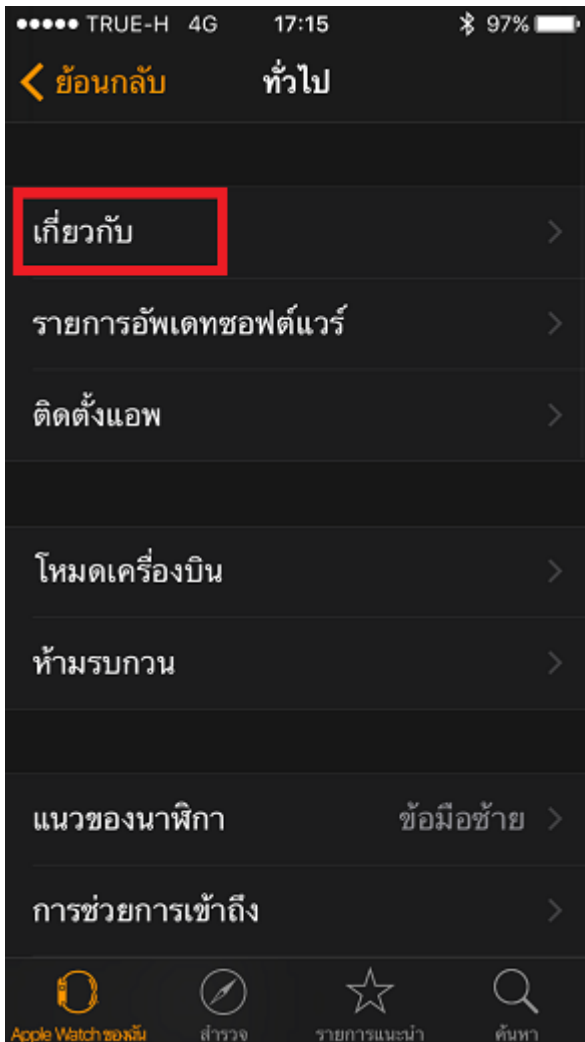 TRUE-H 4G 17:15 97%
ย้อนกลับ ทั่วไป
เกี่ยวกับ
รายการอัพเดทซอฟต์แวร์
ติดตั้งแอพ
โหมดเครื่องบิน
ห้ามรบกวน
แนวของนาฬิกา ข้อมือซ้าย
การช่วยการเข้าถึง
Apple Watch ของฉัน สำรวจ รายการแนะนำ ค้นหา